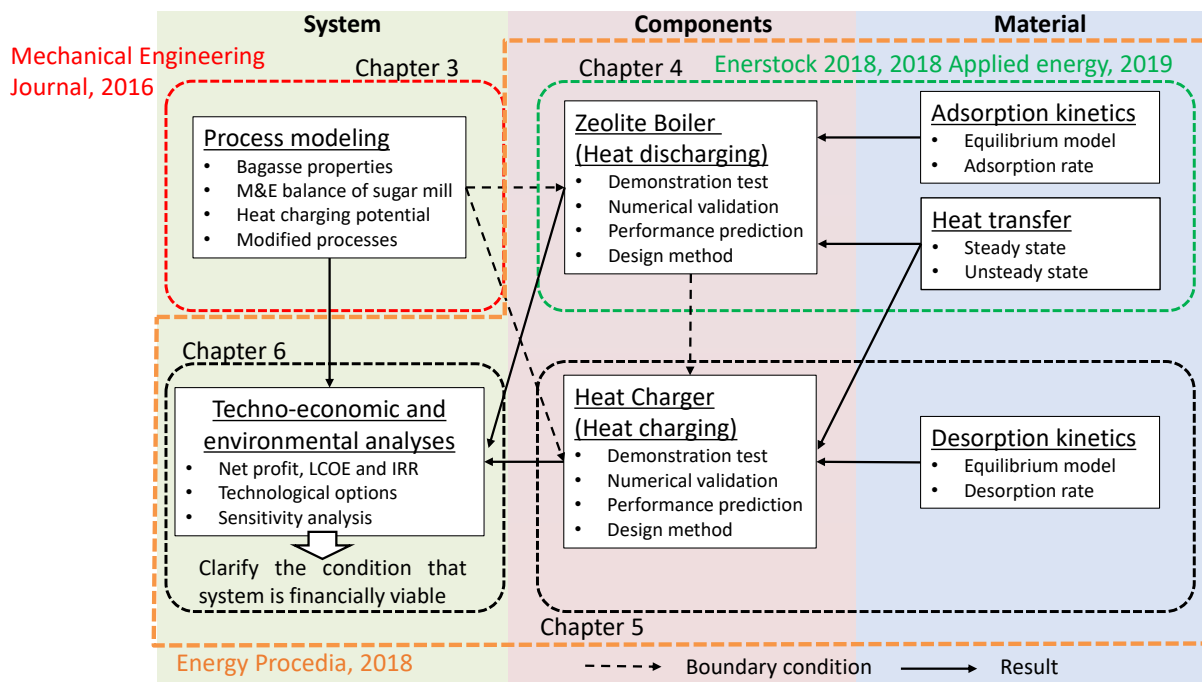 System
Components
Material
Mechanical Engineering
Journal, 2016
Chapter 3
Chapter 4
Enerstock 2018, 2018 Applied energy, 2019
Process modeling
• Bagasse properties
• M&E balance of sugar mill
• Heat charging potential
• Modified processes
Zeolite Boiler
(Heat discharging)
• Demonstration test
• Numerical validation
• Performance prediction
• Design method
Adsorption kinetics
• Equilibrium model
• Adsorption rate
Heat transfer
• Steady state
• Unsteady state
Chapter 6
Techno-economic and
environmental analyses
• Net profit, LCOE and IRR
• Technological options
• Sensitivity analysis
Clarify the condition that
system is financially viable
Heat Charger
(Heat charging)
• Demonstration test
• Numerical validation
• Performance prediction
• Design method
Desorption kinetics
• Equilibrium model
• Desorption rate
Chapter 5
Energy Procedia, 2018
Boundary condition
Result